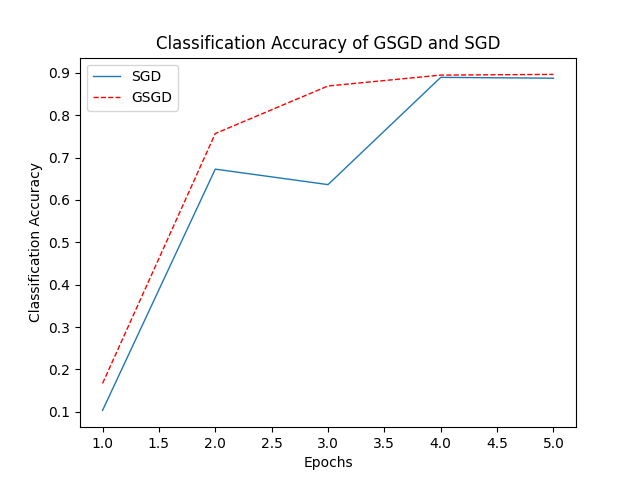 Classification Accuracy of GSGD and SGD
SGD
GSGD
Classification Accuracy
0.9
0.8
0.7
0.6
0.5
0.4
0.3
0.2
0.1
1.0 1.5 2.0 2.5 3.0 3.5 4.0 4.5 5.0
Epochs